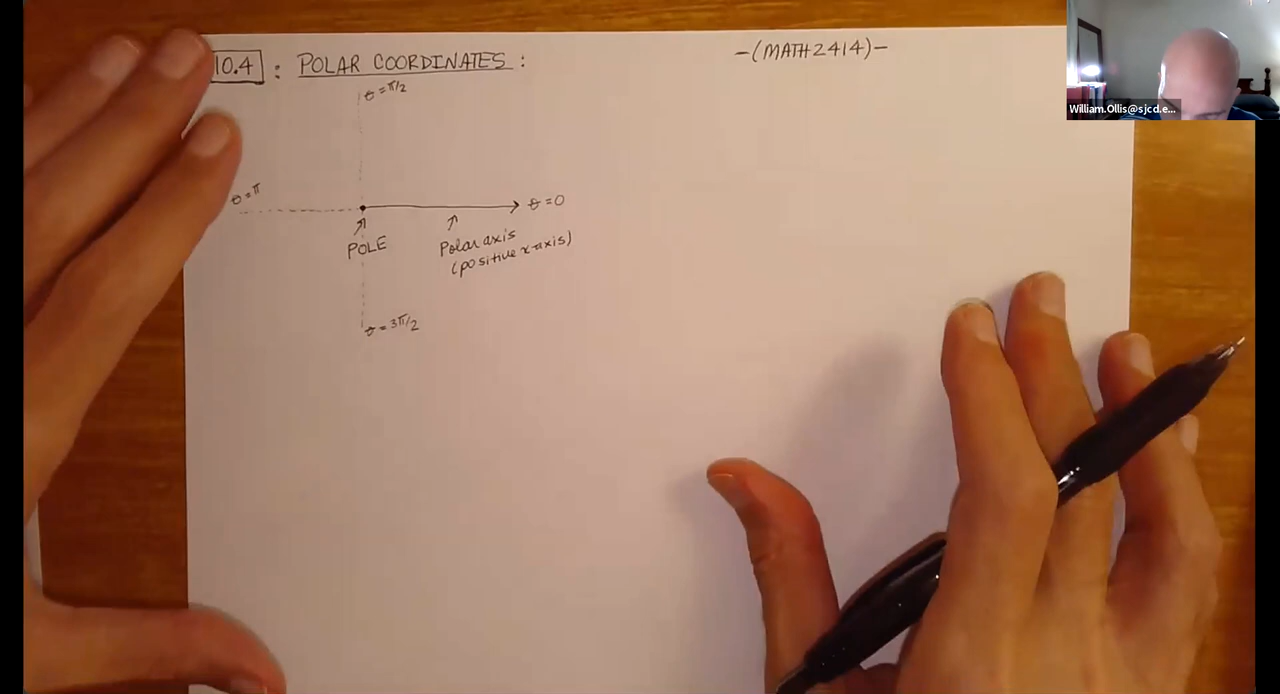 10.4 : POLAR COORDINATES :
-(MATH 2414)-
William.Ollis@sjcd.e...
θ = π/2
θ = π
θ = 0
POLE
Polar axis
(positive x-axis)
θ = 3π/2